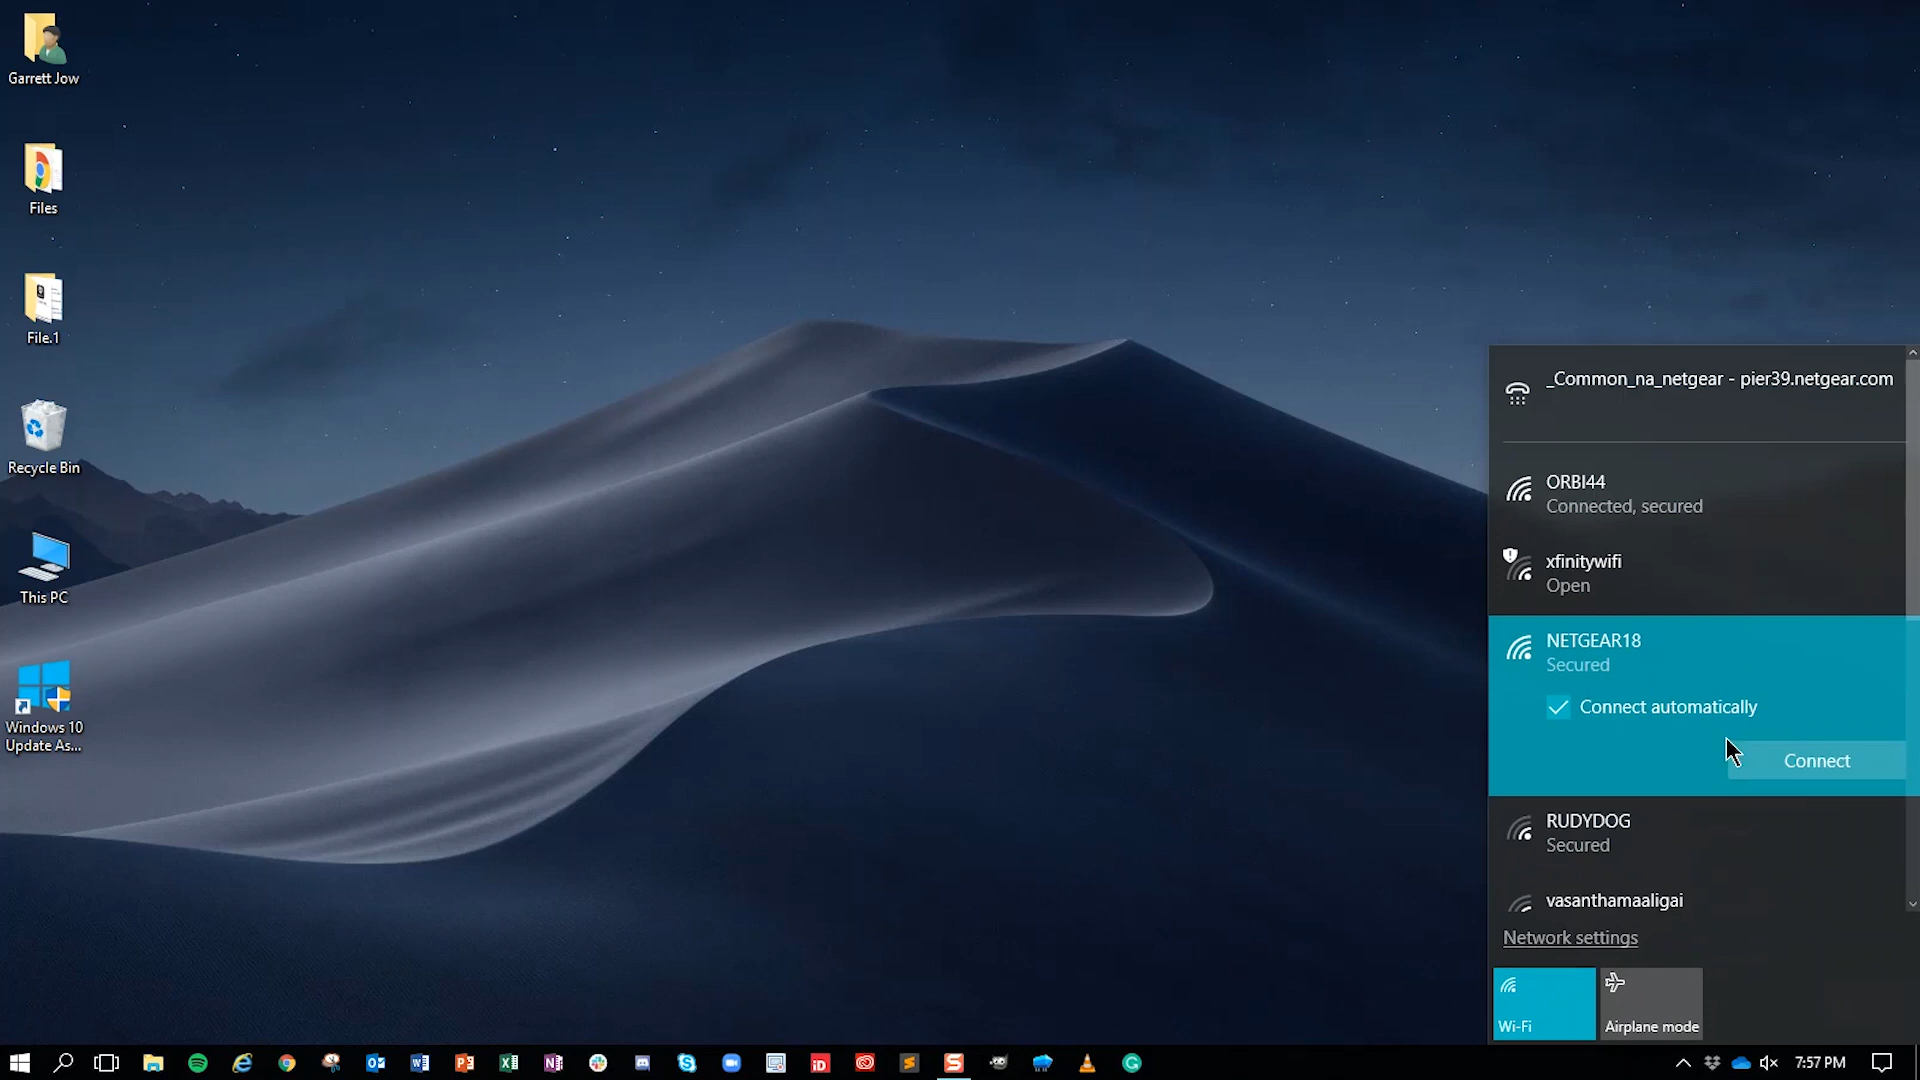 Garrett Jow
Files
File.1
Recycle Bin
This PC
Windows 10
Update As...
_Common_na_netgear - pier39.netgear.com
ORBI44
Connected, secured
xfinitywifi
Open
NETGEAR18
Secured
Connect automatically
Connect
RUDYDOG
Secured
vasanthamaaligai
Network settings
Wi-Fi
Airplane mode
7:57 PM